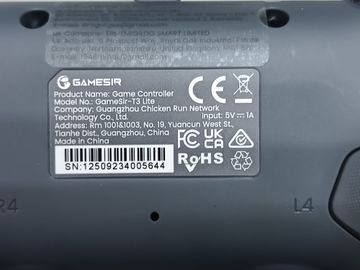 GAMESIR
Product Name: Game Controller
Model: GameSir-T3 Lite
Company: Guangzhou Chicken Run Network
Technology Co., Ltd.
Input: 5V⎓1A
Address: Rm 1001&1003, No. 19, Yuancun West St.,
Tianhe Dist., Guangzhou, China
Made in China
CE
FC
UK
CA
RoHS
SN:12509234005644
R4
L4